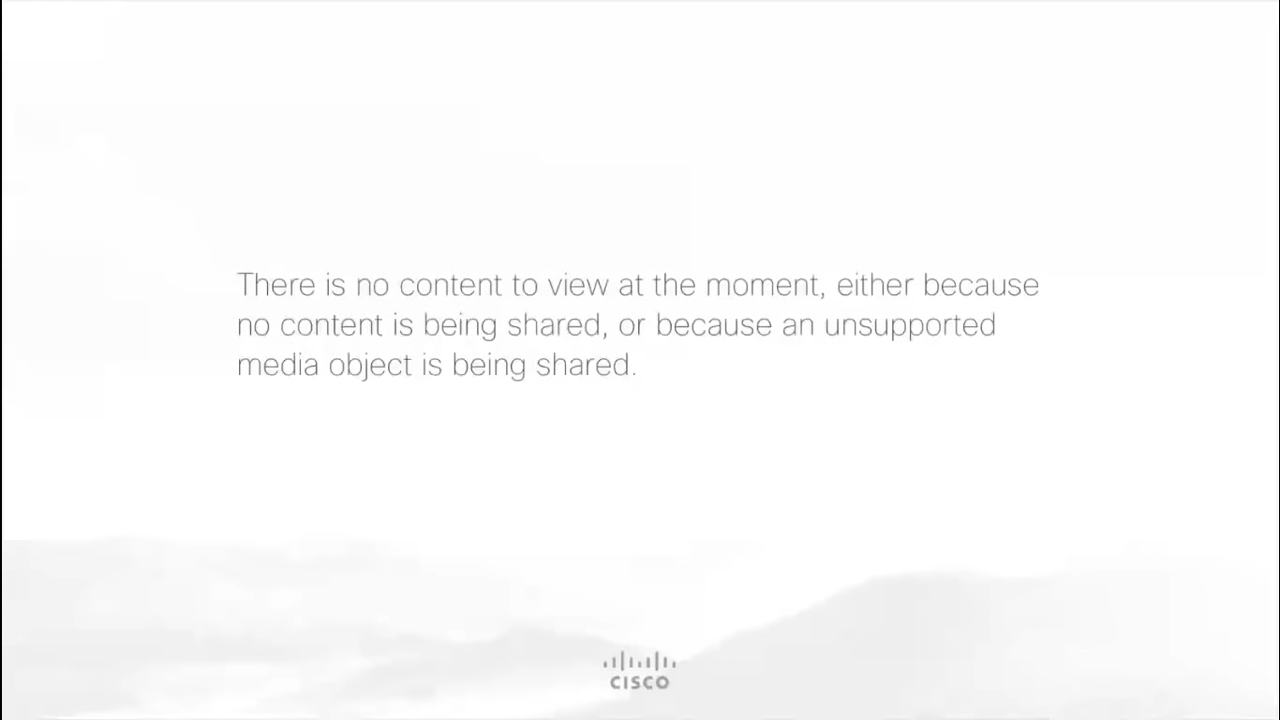 There is no content to view at the moment, either because
no content is being shared, or because an unsupported
media object is being shared.
CISCO